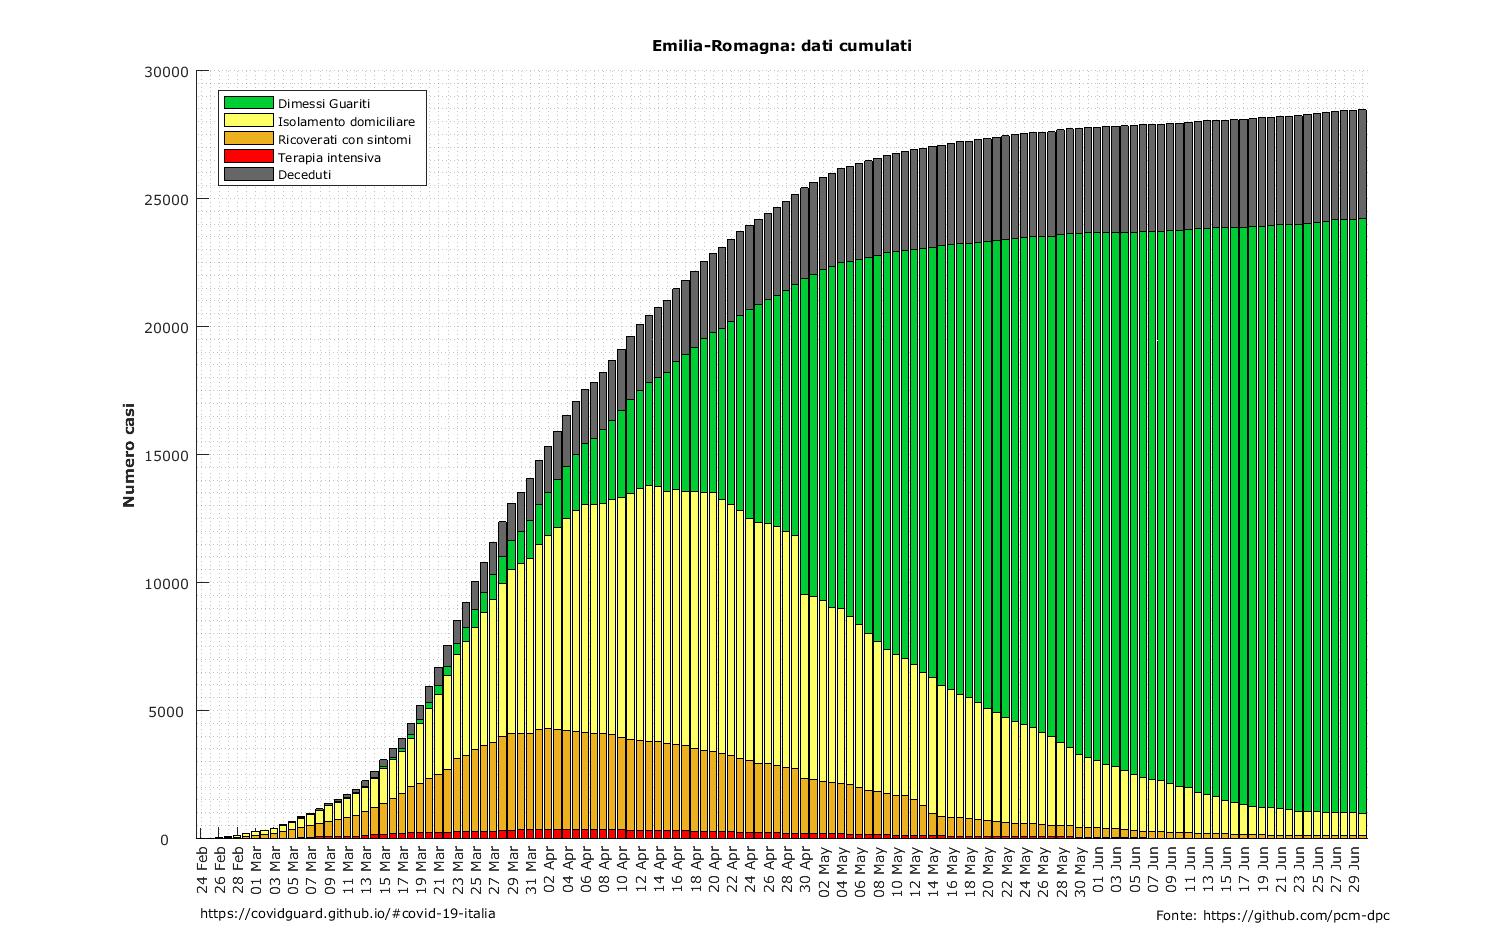 Emilia-Romagna: dati cumulati
30000
25000
20000
15000
10000
5000
0
Numero casi
Dimessi Guariti
Isolamento domiciliare
Ricoverati con sintomi
Terapia intensiva
Deceduti
24 Feb
26 Feb
28 Feb
01 Mar
03 Mar
05 Mar
07 Mar
09 Mar
11 Mar
13 Mar
15 Mar
17 Mar
19 Mar
21 Mar
23 Mar
25 Mar
27 Mar
29 Mar
31 Mar
02 Apr
04 Apr
06 Apr
08 Apr
10 Apr
12 Apr
14 Apr
16 Apr
18 Apr
20 Apr
22 Apr
24 Apr
26 Apr
28 Apr
30 Apr
02 May
04 May
06 May
08 May
10 May
12 May
14 May
16 May
18 May
20 May
22 May
24 May
26 May
28 May
30 May
01 Jun
03 Jun
05 Jun
07 Jun
09 Jun
11 Jun
13 Jun
15 Jun
17 Jun
19 Jun
21 Jun
23 Jun
25 Jun
27 Jun
29 Jun
https://covidguard.github.io/#covid-19-italia
Fonte: https://github.com/pcm-dpc